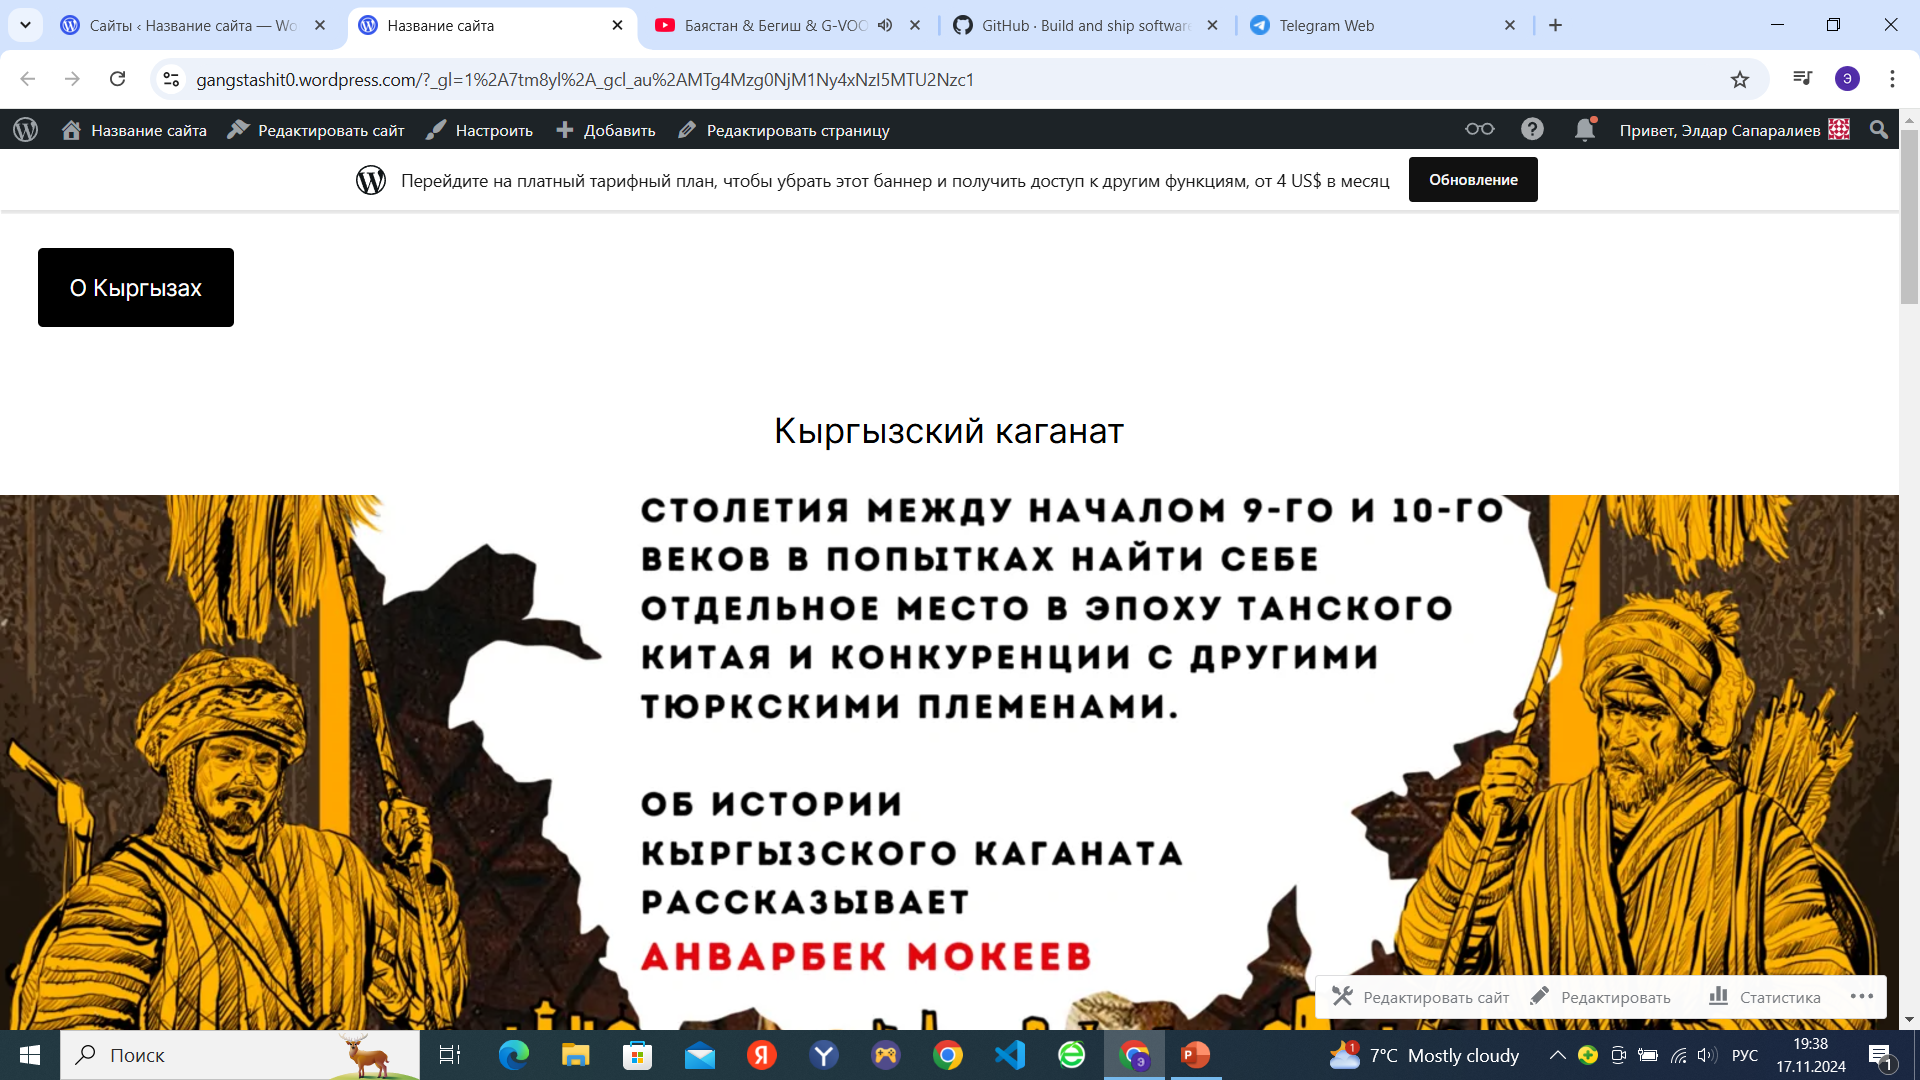 Сайты ‹ Название сайта — Wo
Название сайта
Баястан & Бегиш & G-VOO
GitHub · Build and ship software
Telegram Web
gangstashit0.wordpress.com/?_gl=1%2A7tm8yl%2A_gcl_au%2AMTg4Mzg0NjM1Ny4xNzI5MTU2Nzc1
Э
Название сайта
Редактировать сайт
Настроить
Добавить
Редактировать страницу
Привет, Элдар Сапаралиев
Перейдите на платный тарифный план, чтобы убрать этот баннер и получить доступ к другим функциям, от 4 US$ в месяц
Обновление
О Кыргызах
Кыргызский каганат
СТОЛЕТИЯ МЕЖДУ НАЧАЛОМ 9-ГО И 10-ГО
ВЕКОВ В ПОПЫТКАХ НАЙТИ СЕБЕ
ОТДЕЛЬНОЕ МЕСТО В ЭПОХУ ТАНСКОГО
КИТАЯ И КОНКУРЕНЦИИ С ДРУГИМИ
ТЮРКСКИМИ ПЛЕМЕНАМИ.
ОБ ИСТОРИИ
КЫРГЫЗСКОГО КАГАНАТА
РАССКАЗЫВАЕТ
АНВАРБЕК МОКЕЕВ
Редактировать сайт
Редактировать
Статистика
Поиск
1
7°C Mostly cloudy
РУС
19:38
17.11.2024
1